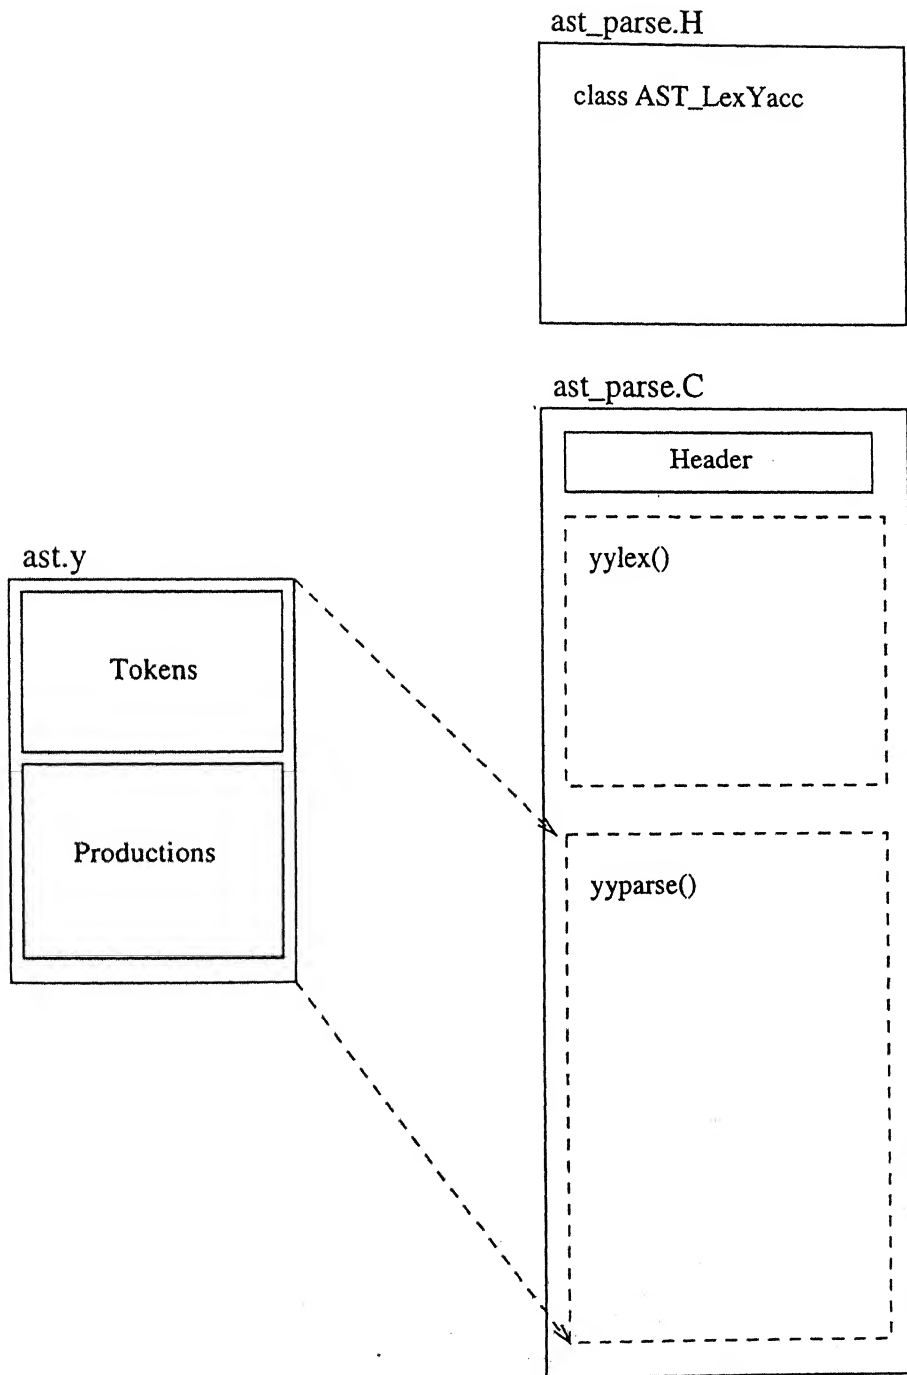 ast_parse.H
class AST_LexYacc
ast_parse.C
Header
yylex()
ast.y
Tokens
Productions
yyparse()